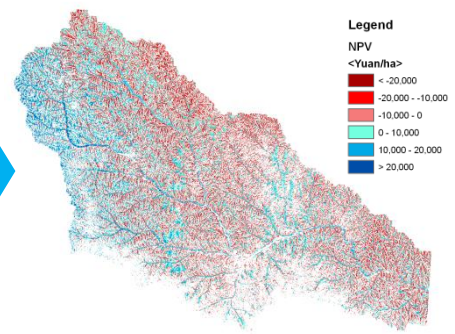 Legend
NPV
<Yuan/ha>
< -20,000
-20,000 - -10,000
-10,000 - 0
0 - 10,000
10,000 - 20,000
> 20,000